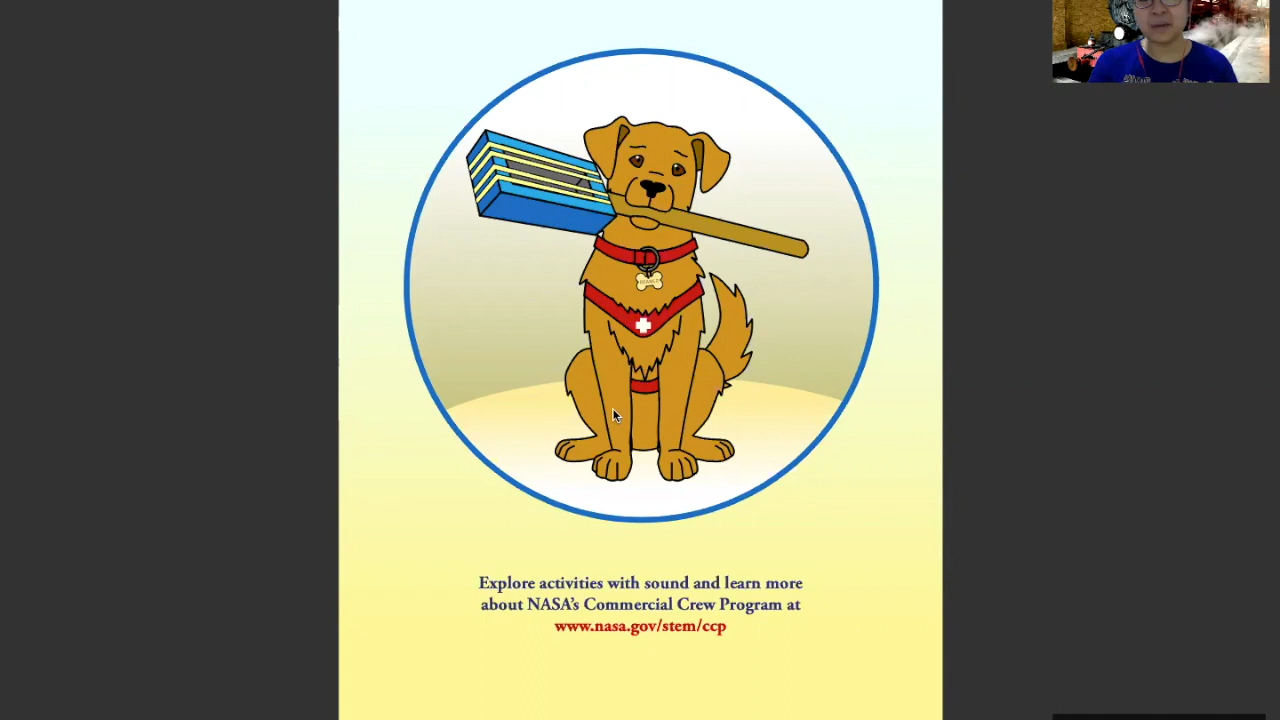 Explore activities with sound and learn more
about NASA's Commercial Crew Program at
www.nasa.gov/stem/ccp